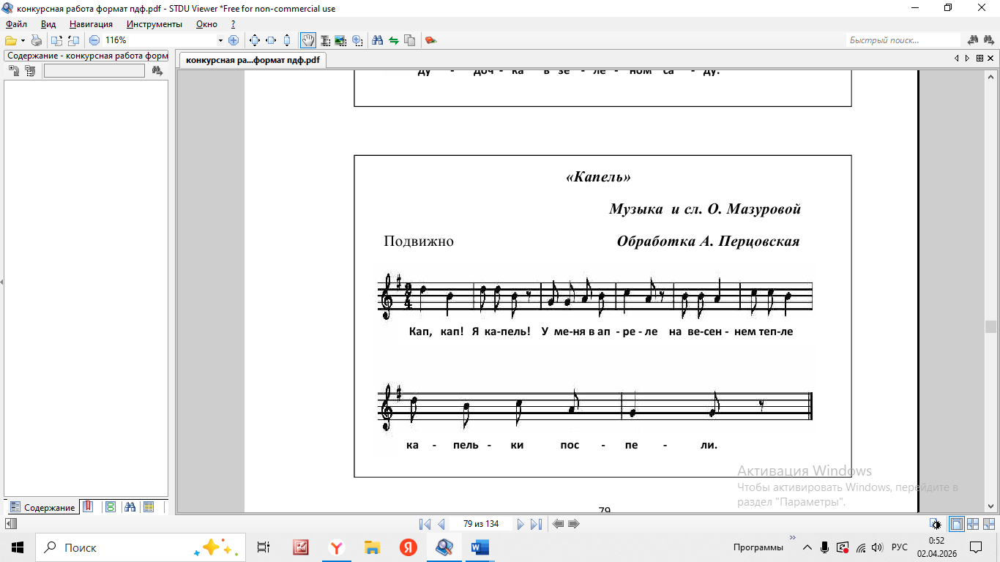 конкурсная работа формат пдф.pdf - STDU Viewer *Free for non-commercial use
Файл Вид Навигация Инструменты Окно ?
116%
Быстрый поиск...
Содержание - конкурсная работа форм
конкурсная ра...формат пдф.pdf
ду - доч - ка в зе - ле - ном са - ду.
«Капель»
Музыка и сл. О. Мазуровой
Подвижно Обработка А. Перцовская
2 4
Кап, кап! Я ка-пель! У ме-ня в ап - ре - ле на ве-сен - нем теп-ле
ка - пель - ки пос - пе - ли.
Активация Windows
Чтобы активировать Windows, перейдите в
раздел "Параметры".
79
Содержание
79 из 134
Поиск
Программы
РУС
0:52
02.04.2026